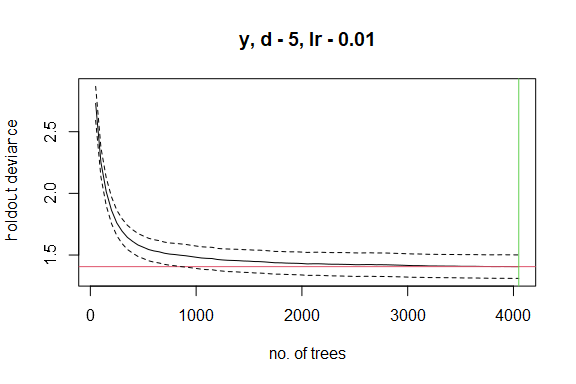 y, d - 5, lr - 0.01
holdout deviance
2.5
2.0
1.5
0 1000 2000 3000 4000
no. of trees